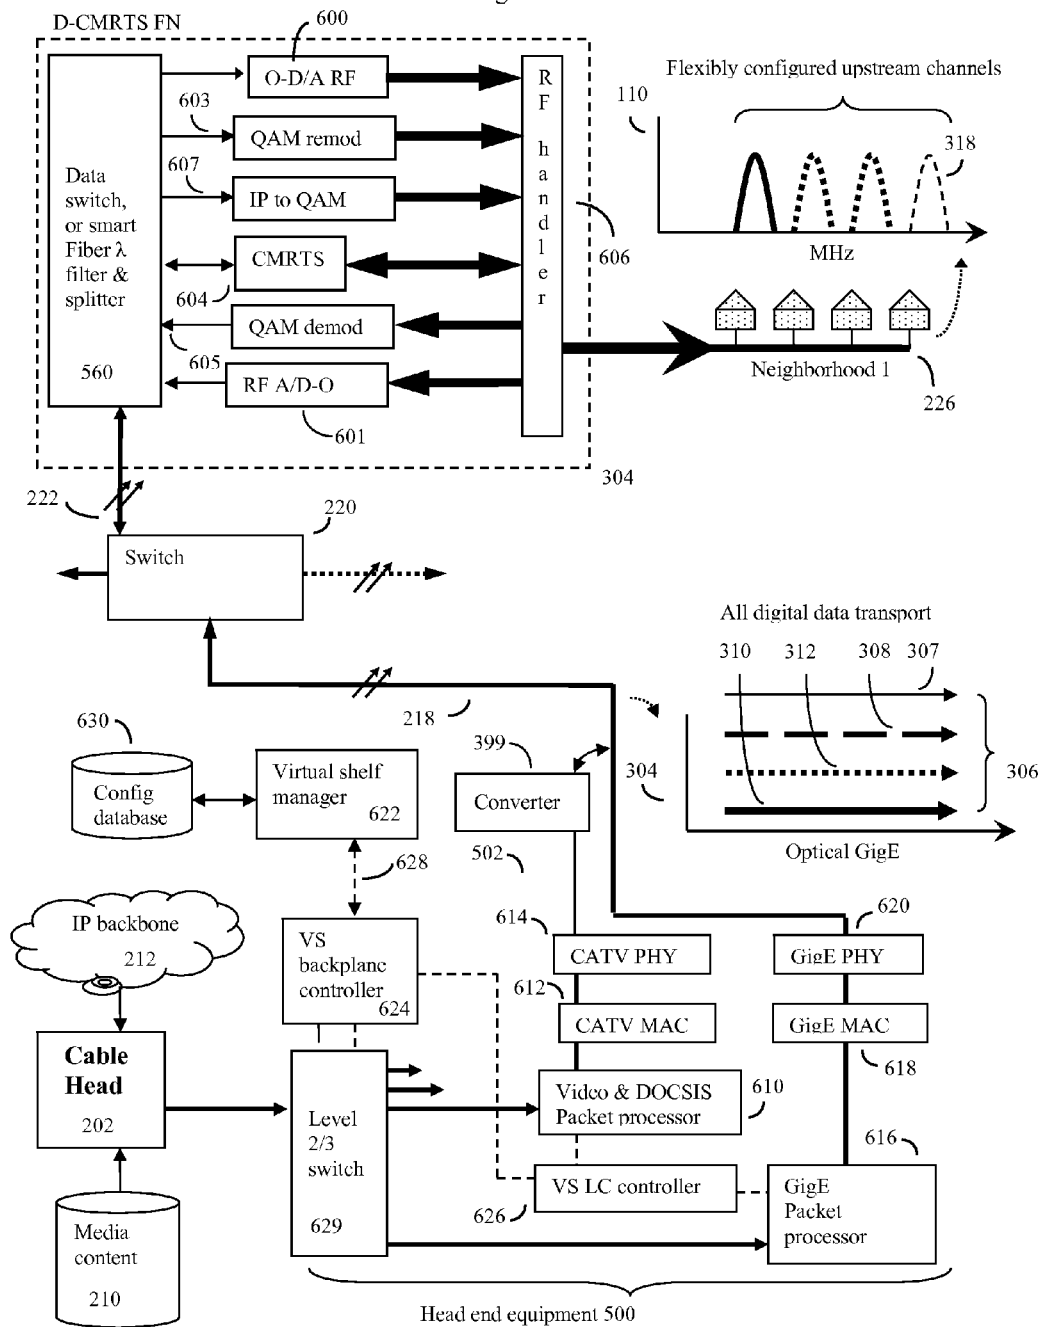 D-CMRTS FN
600
O-D/A RF
603
QAM remod
607
IP to QAM
CMRTS
604
QAM demod
605
RF A/D-O
601
Data
switch,
or smart
Fiber λ
filter &
splitter
560
RF handler
606
304
Flexibly configured upstream channels
110
318
MHz
Neighborhood 1
226
222
220
Switch
218
All digital data transport
310
312
308
307
304
306
Optical GigE
630
Config
database
Virtual shelf
manager
622
628
399
Converter
502
IP backbone
212
VS
backplane
controller
624
614
CATV PHY
612
CATV MAC
620
GigE PHY
GigE MAC
618
Cable
Head
202
Level
2/3
switch
629
Video & DOCSIS
Packet processor
610
VS LC controller
626
616
GigE
Packet
processor
Media
content
210
Head end equipment 500